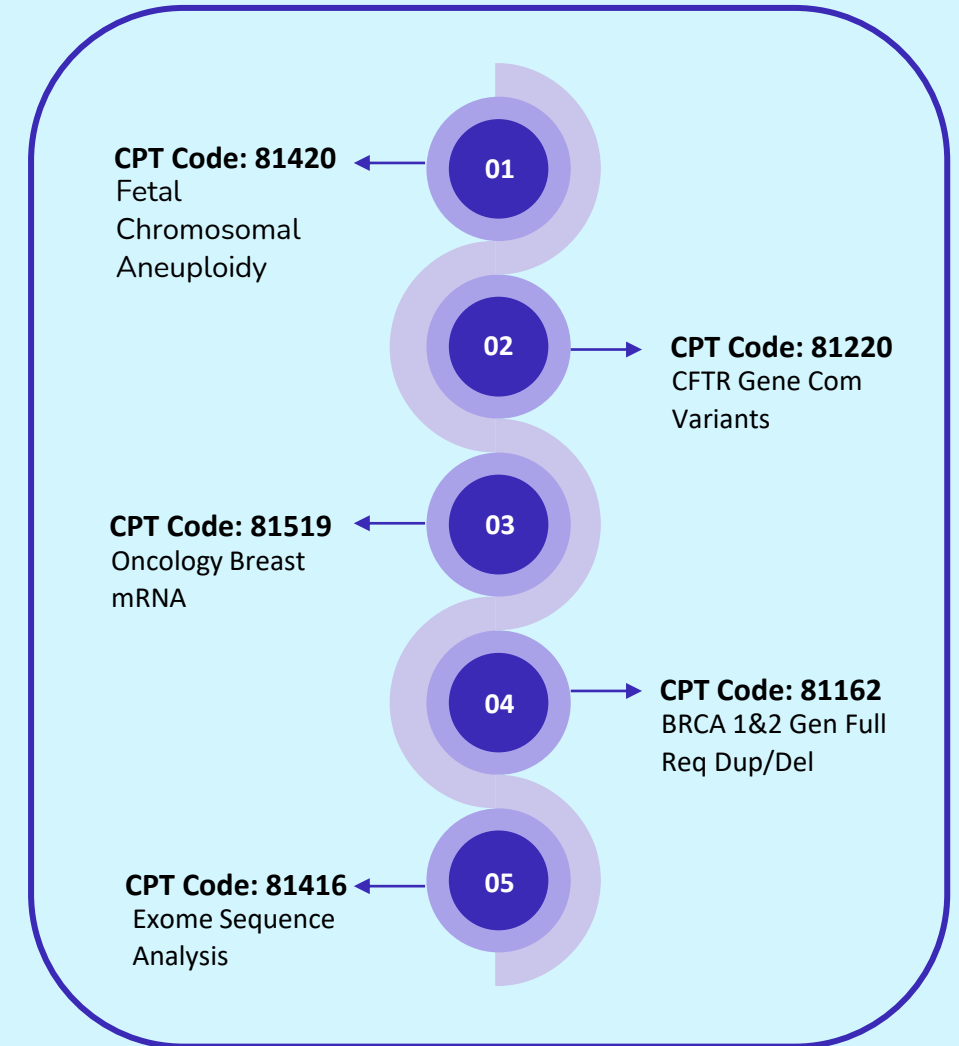 01
CPT Code: 81420
Fetal
Chromosomal
Aneuploidy
02
CPT Code: 81220
CFTR Gene Com
Variants
03
CPT Code: 81519
Oncology Breast
mRNA
04
CPT Code: 81162
BRCA 1&2 Gen Full
Req Dup/Del
05
CPT Code: 81416
Exome Sequence
Analysis